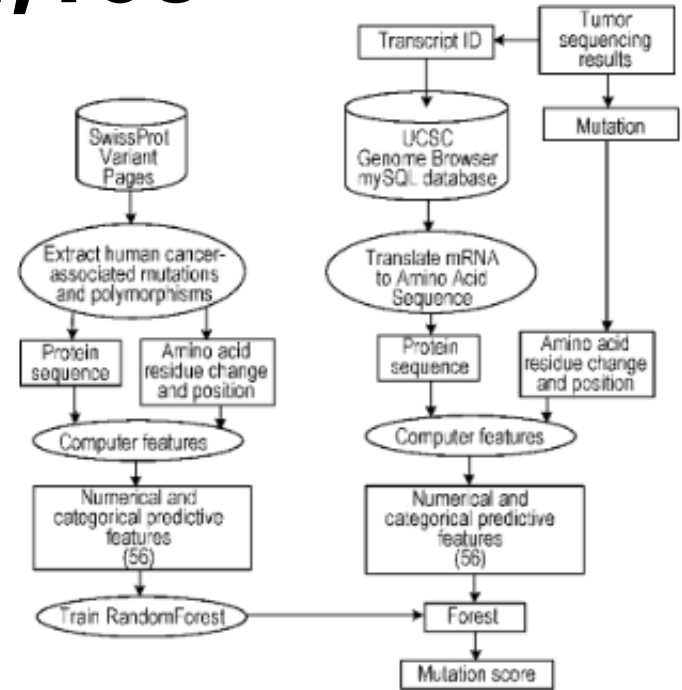 Tumor
sequencing
results
Transcript ID
Mutation
SwissProt
Variant
Pages
UCSC
Genome Browser
mySQL database
Extract human cancer-
associated mutations
and polymorphisms
Translate mRNA
to Amino Acid
Sequence
Protein
sequence
Amino acid
residue change
and position
Protein
sequence
Amino acid
residue change
and position
Computer features
Computer features
Numerical and
categorical predictive
features
(56)
Numerical and
categorical predictive
features
(56)
Train RandomForest
Forest
Mutation score